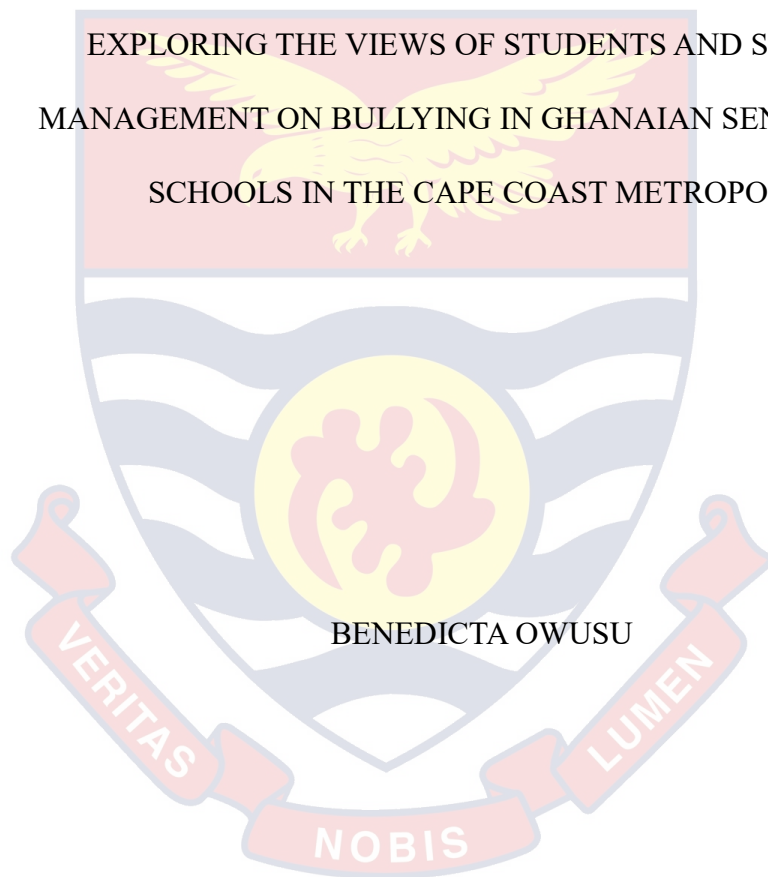 EXPLORING THE VIEWS OF STUDENTS AND S
MANAGEMENT ON BULLYING IN GHANAIAN SEN
SCHOOLS IN THE CAPE COAST METROPO
BENEDICTA OWUSU
VERITAS
NOBIS
LUMEN